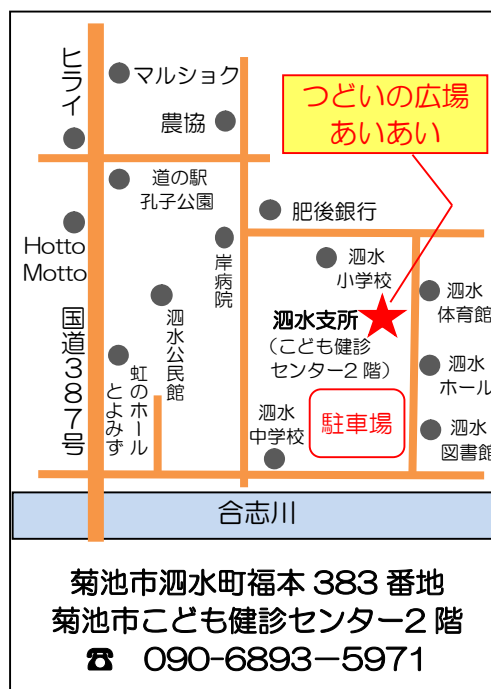 ヒライ
マルショク
農協
つどいの広場
あいあい
道の駅
孔子公園
肥後銀行
Hotto
Motto
岸病院
泗水
小学校
泗水
体育館
国道387号
泗水公民館
泗水支所
（こども健診
センター2階）
虹のホール
とよみず
泗水
ホール
泗水
中学校
駐車場
泗水
図書館
合志川
菊池市泗水町福本 383 番地
菊池市こども健診センター2 階
☎ 090-6893－5971